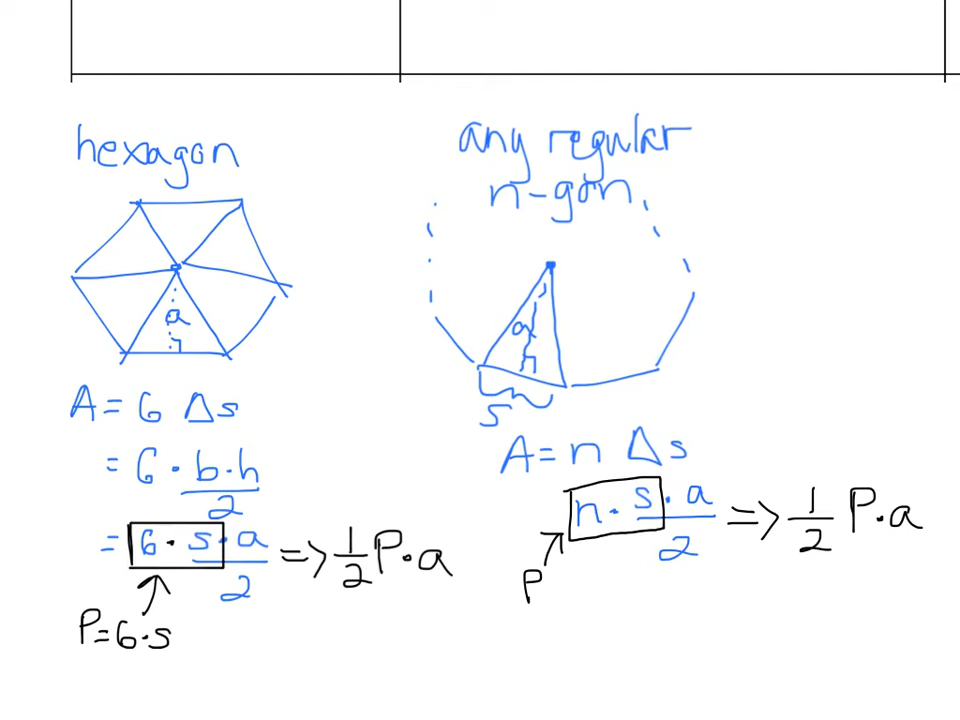 hexagon
a
A = 6 Δs
= 6 · b·h/2
= 6 · s·a/2 => 1/2 P·a
P=6·s
any regular
n-gon
a
s
A = n Δs
n · s·a/2 => 1/2 P·a
P